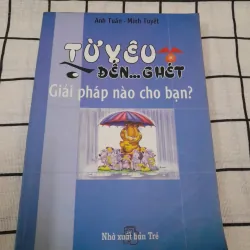 Anh Tuấn - Minh Tuyết
TỪ YÊU
ĐẾN... GHÉT
Giải pháp nào cho bạn?
Nhà xuất bản Trẻ